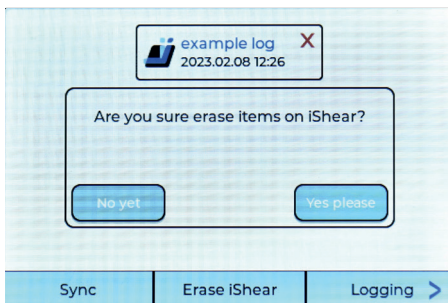 example log X
2023.02.08 12:26
Are you sure erase items on iShear?
No yet Yes please
Sync Erase iShear Logging >